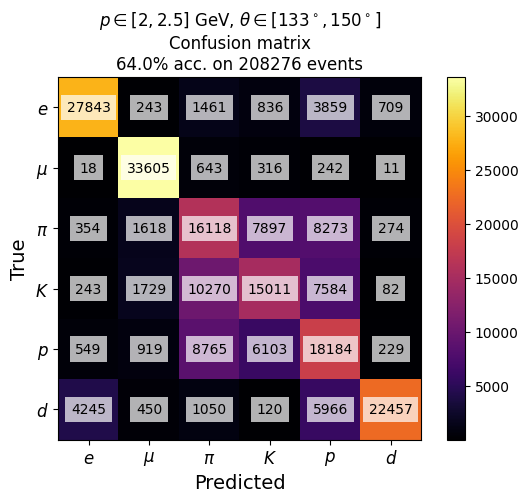 p ∈ [2, 2.5] GeV, θ ∈ [133°, 150°]
Confusion matrix
64.0% acc. on 208276 events
True
e 27843 243 1461 836 3859 709
μ 18 33605 643 316 242 11
π 354 1618 16118 7897 8273 274
K 243 1729 10270 15011 7584 82
p 549 919 8765 6103 18184 229
d 4245 450 1050 120 5966 22457
e μ π K p d
Predicted
30000
25000
20000
15000
10000
5000